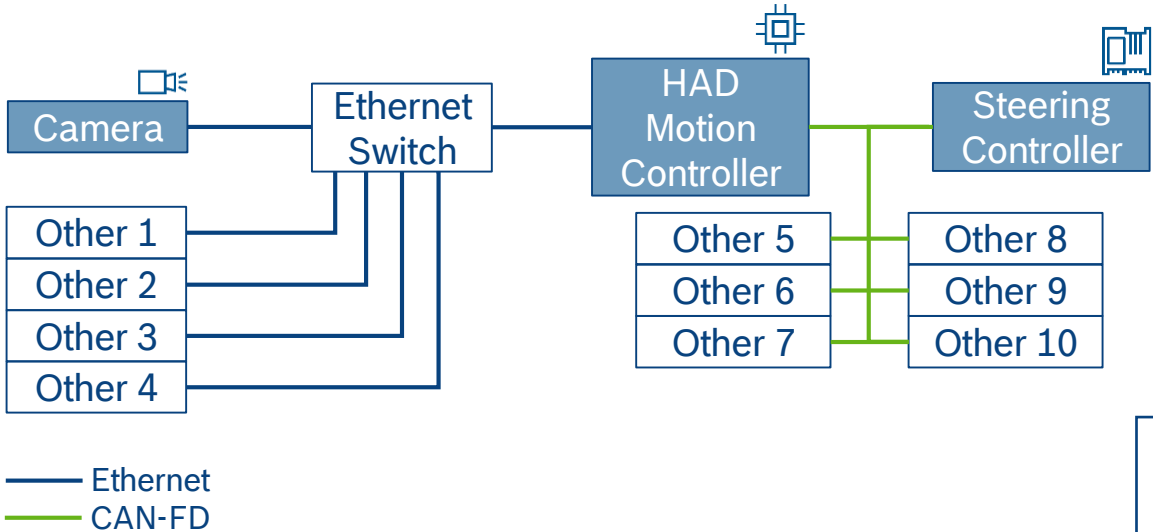 Camera
Ethernet
Switch
HAD
Motion
Controller
Steering
Controller
Other 1
Other 2
Other 3
Other 4
Other 5
Other 6
Other 7
Other 8
Other 9
Other 10
Ethernet
CAN-FD